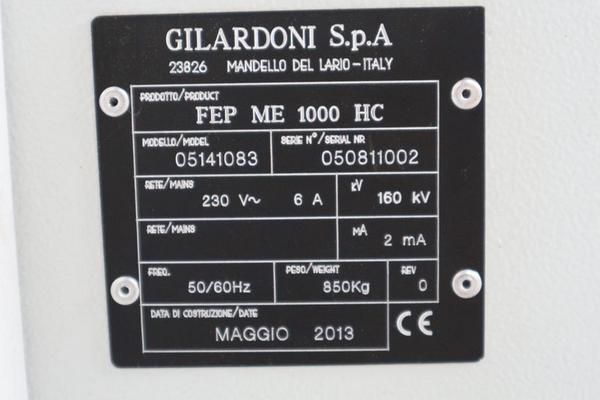 GILARDONI S.p.A
23826 MANDELLO DEL LARIO-ITALY
PRODOTTO/PRODUCT
FEP ME 1000 HC
MODELLO/MODEL SERIE N°/SERIAL NR
05141083 050811002
RETE/MAINS kV
230 V~ 6 A 160 kV
RETE/MAINS MA
2 mA
FREQ. PESO/WEIGHT REV
50/60Hz 850Kg 0
DATA DI COSTRUZIONE/DATE
MAGGIO 2013 CE